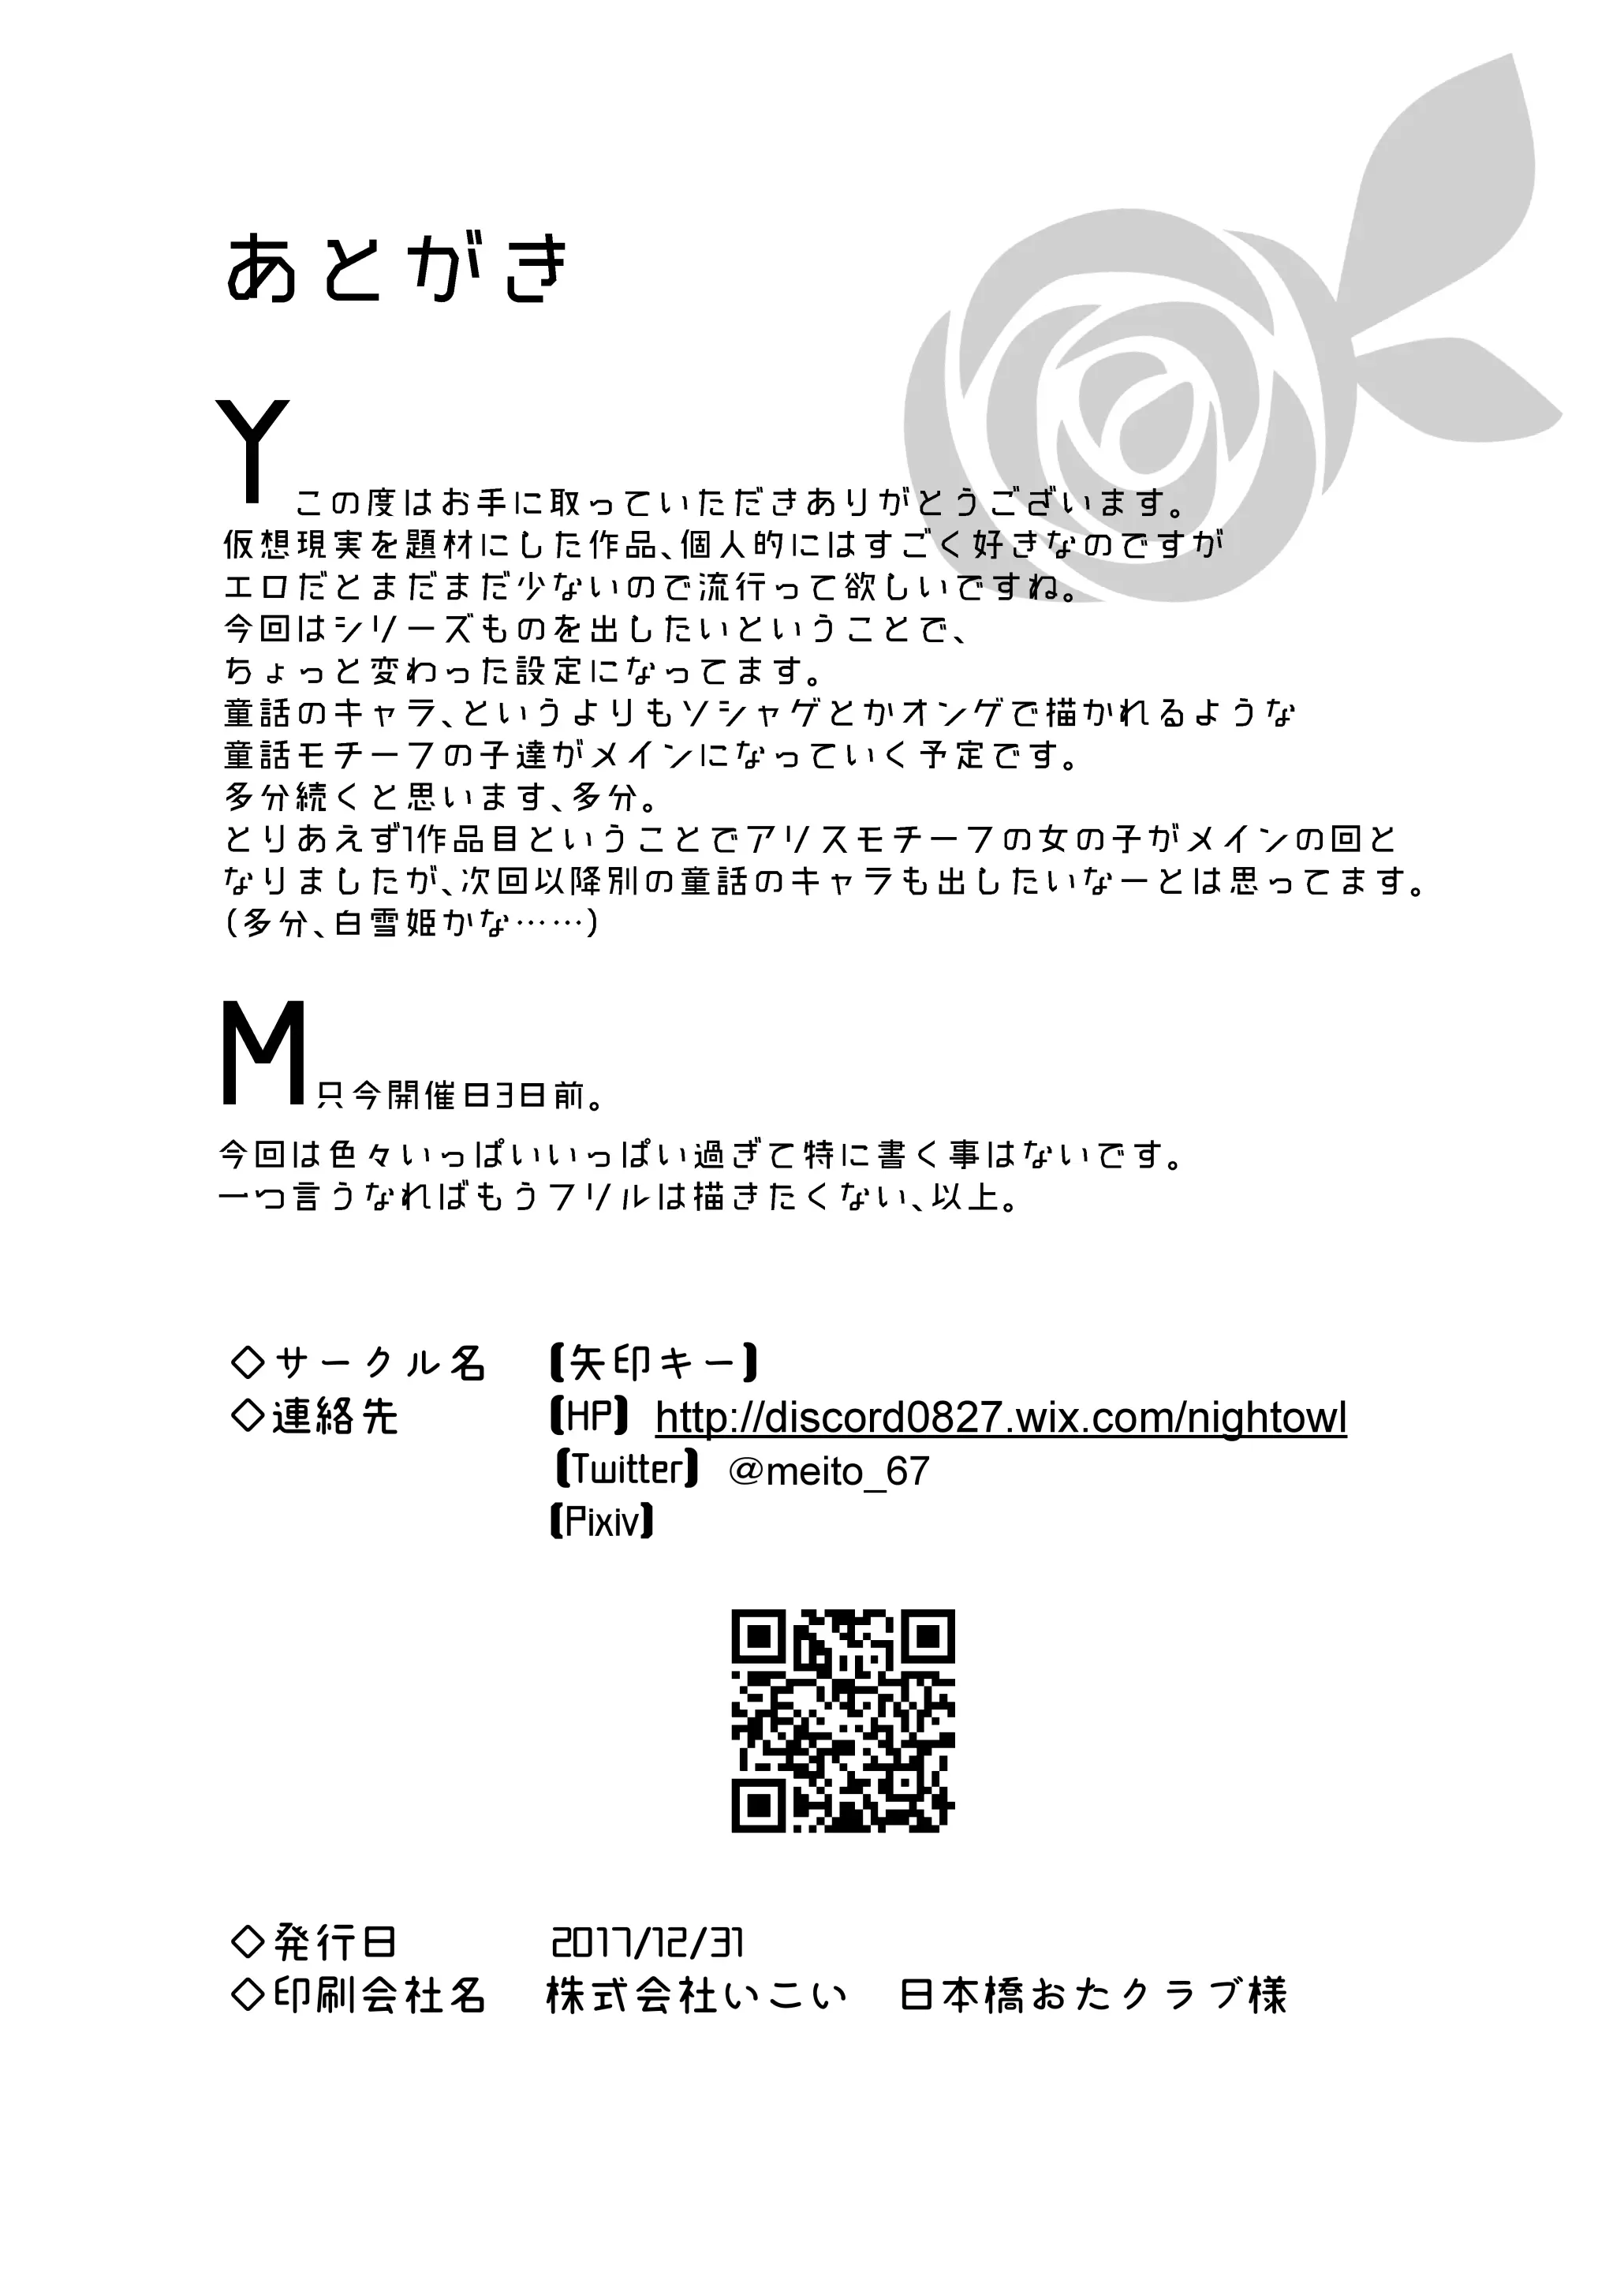 あとがき
Y
この度はお手に取っていただきありがとうございます。
仮想現実を題材にした作品、個人的にはすごく好きなのですが
エロだとまだまだ少ないので流行って欲しいですね。
今回はシリーズものを出したいということで、
ちょっと変わった設定になってます。
童話のキャラ、というよりもソシャゲとかオンゲで描かれるような
童話モチーフの子達がメインになっていく予定です。
多分続くと思います、多分。
とりあえず1作品目ということでアリスモチーフの女の子がメインの回と
なりましたが、次回以降別の童話のキャラも出したいなーとは思ってます。
(多分、白雪姫かな……)
M
只今開催日3日前。
今回は色々いっぱいいっぱい過ぎて特に書く事はないです。
一つ言うなればもうフリルは描きたくない、以上。
◇サークル名 【矢印キー】
◇連絡先 【HP】 http://discord0827.wix.com/nightowl
【Twitter】 @meito_67
【Pixiv】
◇発行日 2017/12/31
◇印刷会社名 株式会社いこい 日本橋おたクラブ様